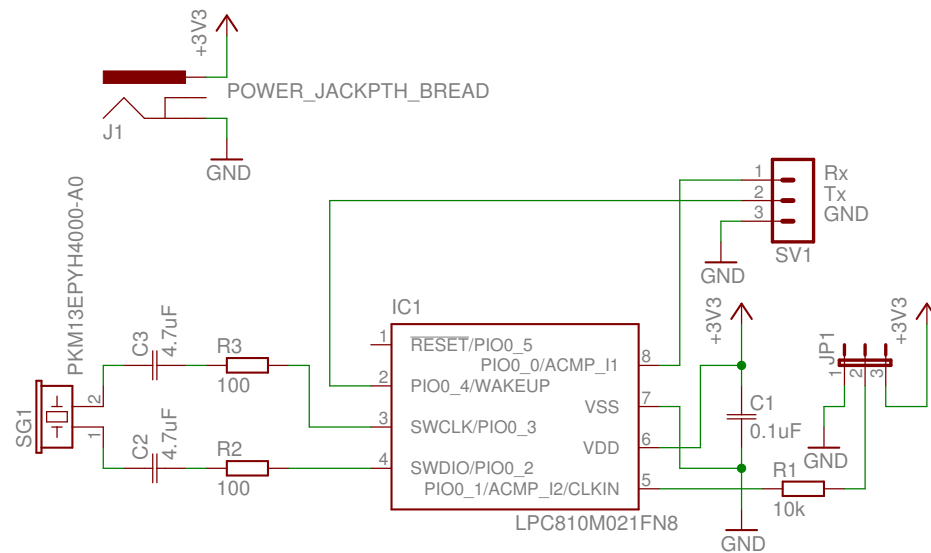 +3V3
POWER_JACKPTH_BREAD
J1
GND
1 Rx
2 Tx
3 GND
SV1
GND
PKM13EPYH4000-A0
SG1
2
1
C3
4.7uF
R3
100
C2
4.7uF
R2
100
IC1
1 RESET/PIO0_5
PIO0_0/ACMP_I1 8
2 PIO0_4/WAKEUP
VSS 7
3 SWCLK/PIO0_3
VDD 6
4 SWDIO/PIO0_2
PIO0_1/ACMP_I2/CLKIN 5
LPC810M021FN8
+3V3
C1
0.1uF
GND
R1
10k
JP1
1
2
3
+3V3
GND